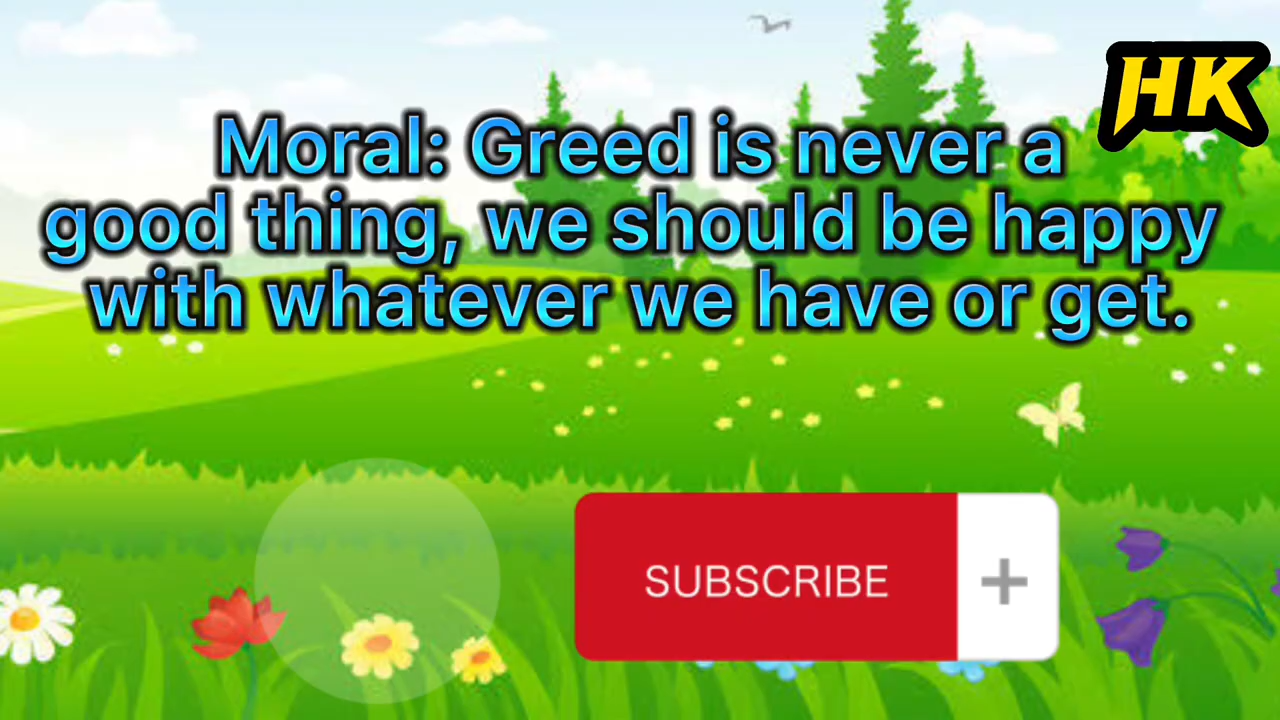 HK
Moral: Greed is never a
good thing, we should be happy
with whatever we have or get.
SUBSCRIBE